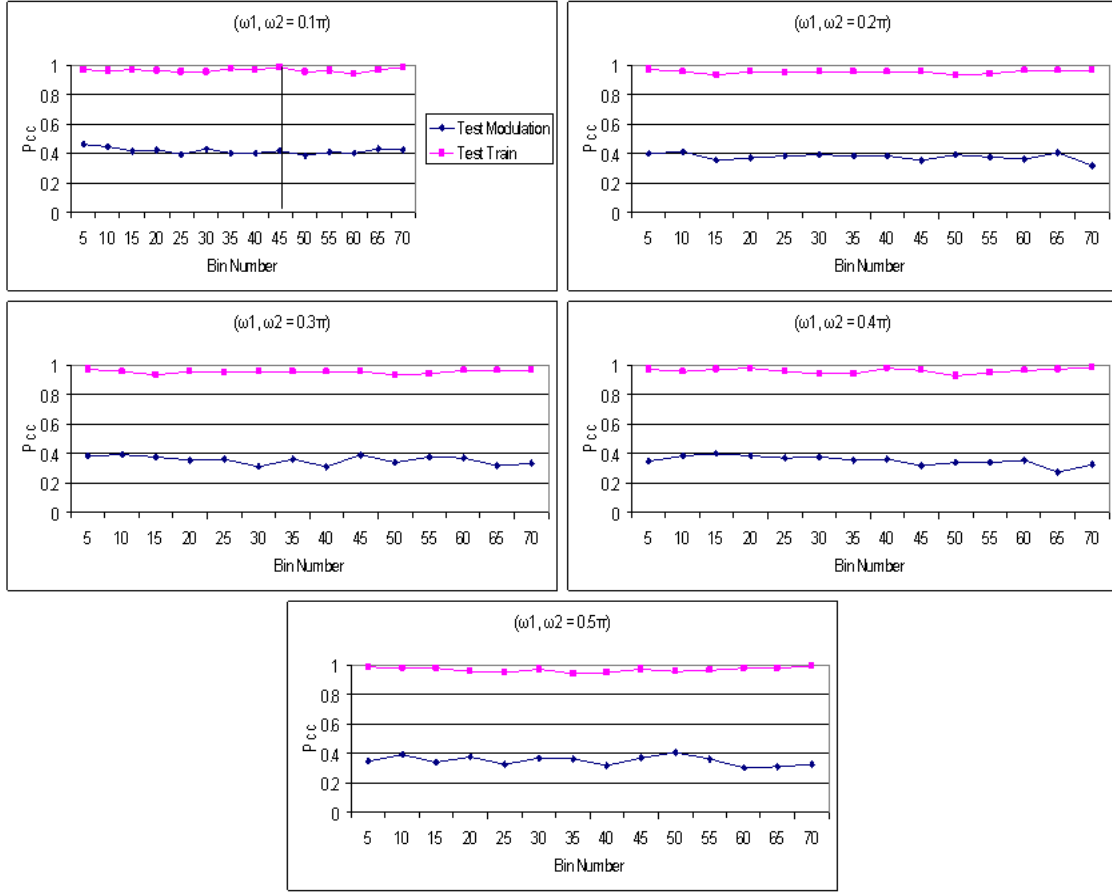 (ω1, ω2 = 0.1π)
1
0.8
0.6
0.4
0.2
0
Pcc
5 10 15 20 25 30 35 40 45 50 55 60 65 70
Bin Number
Test Modulation
Test Train
(ω1, ω2 = 0.2π)
1
0.8
0.6
0.4
0.2
0
Pcc
5 10 15 20 25 30 35 40 45 50 55 60 65 70
Bin Number
(ω1, ω2 = 0.3π)
1
0.8
0.6
0.4
0.2
0
Pcc
5 10 15 20 25 30 35 40 45 50 55 60 65 70
Bin Number
(ω1, ω2 = 0.4π)
1
0.8
0.6
0.4
0.2
0
Pcc
5 10 15 20 25 30 35 40 45 50 55 60 65 70
Bin Number
(ω1, ω2 = 0.5π)
1
0.8
0.6
0.4
0.2
0
Pcc
5 10 15 20 25 30 35 40 45 50 55 60 65 70
Bin Number